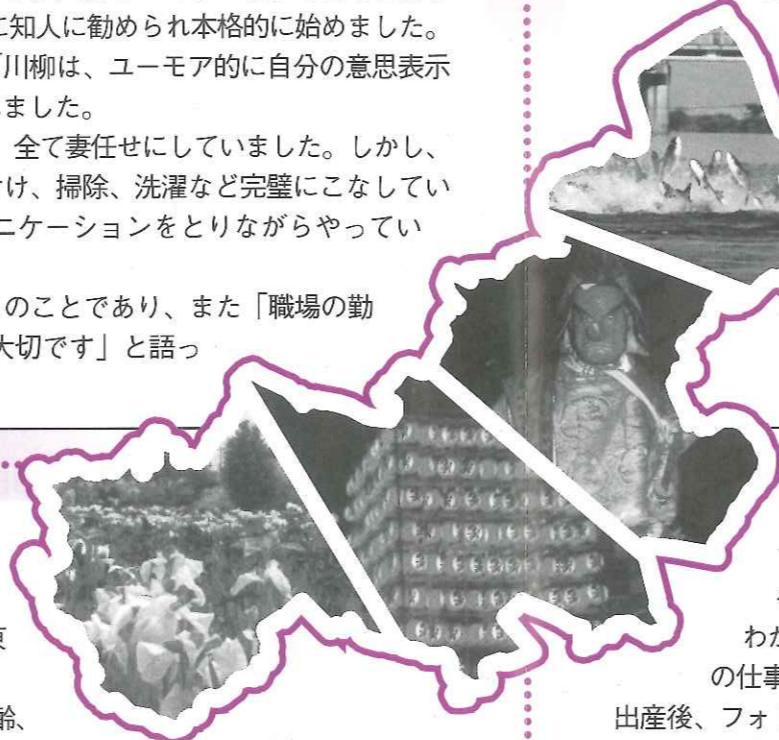 に知人に勧められ本格的に始めました。
川柳は、ユーモア的に自分の意思表示
ました。
全て妻任せにしていました。しかし、
け、掃除、洗濯など完璧にこなしてい
ニケーションをとりながらやってい
のことであり、また「職場の勤
大切です」と語っ
齢、
わか
の仕事
出産後、フォ